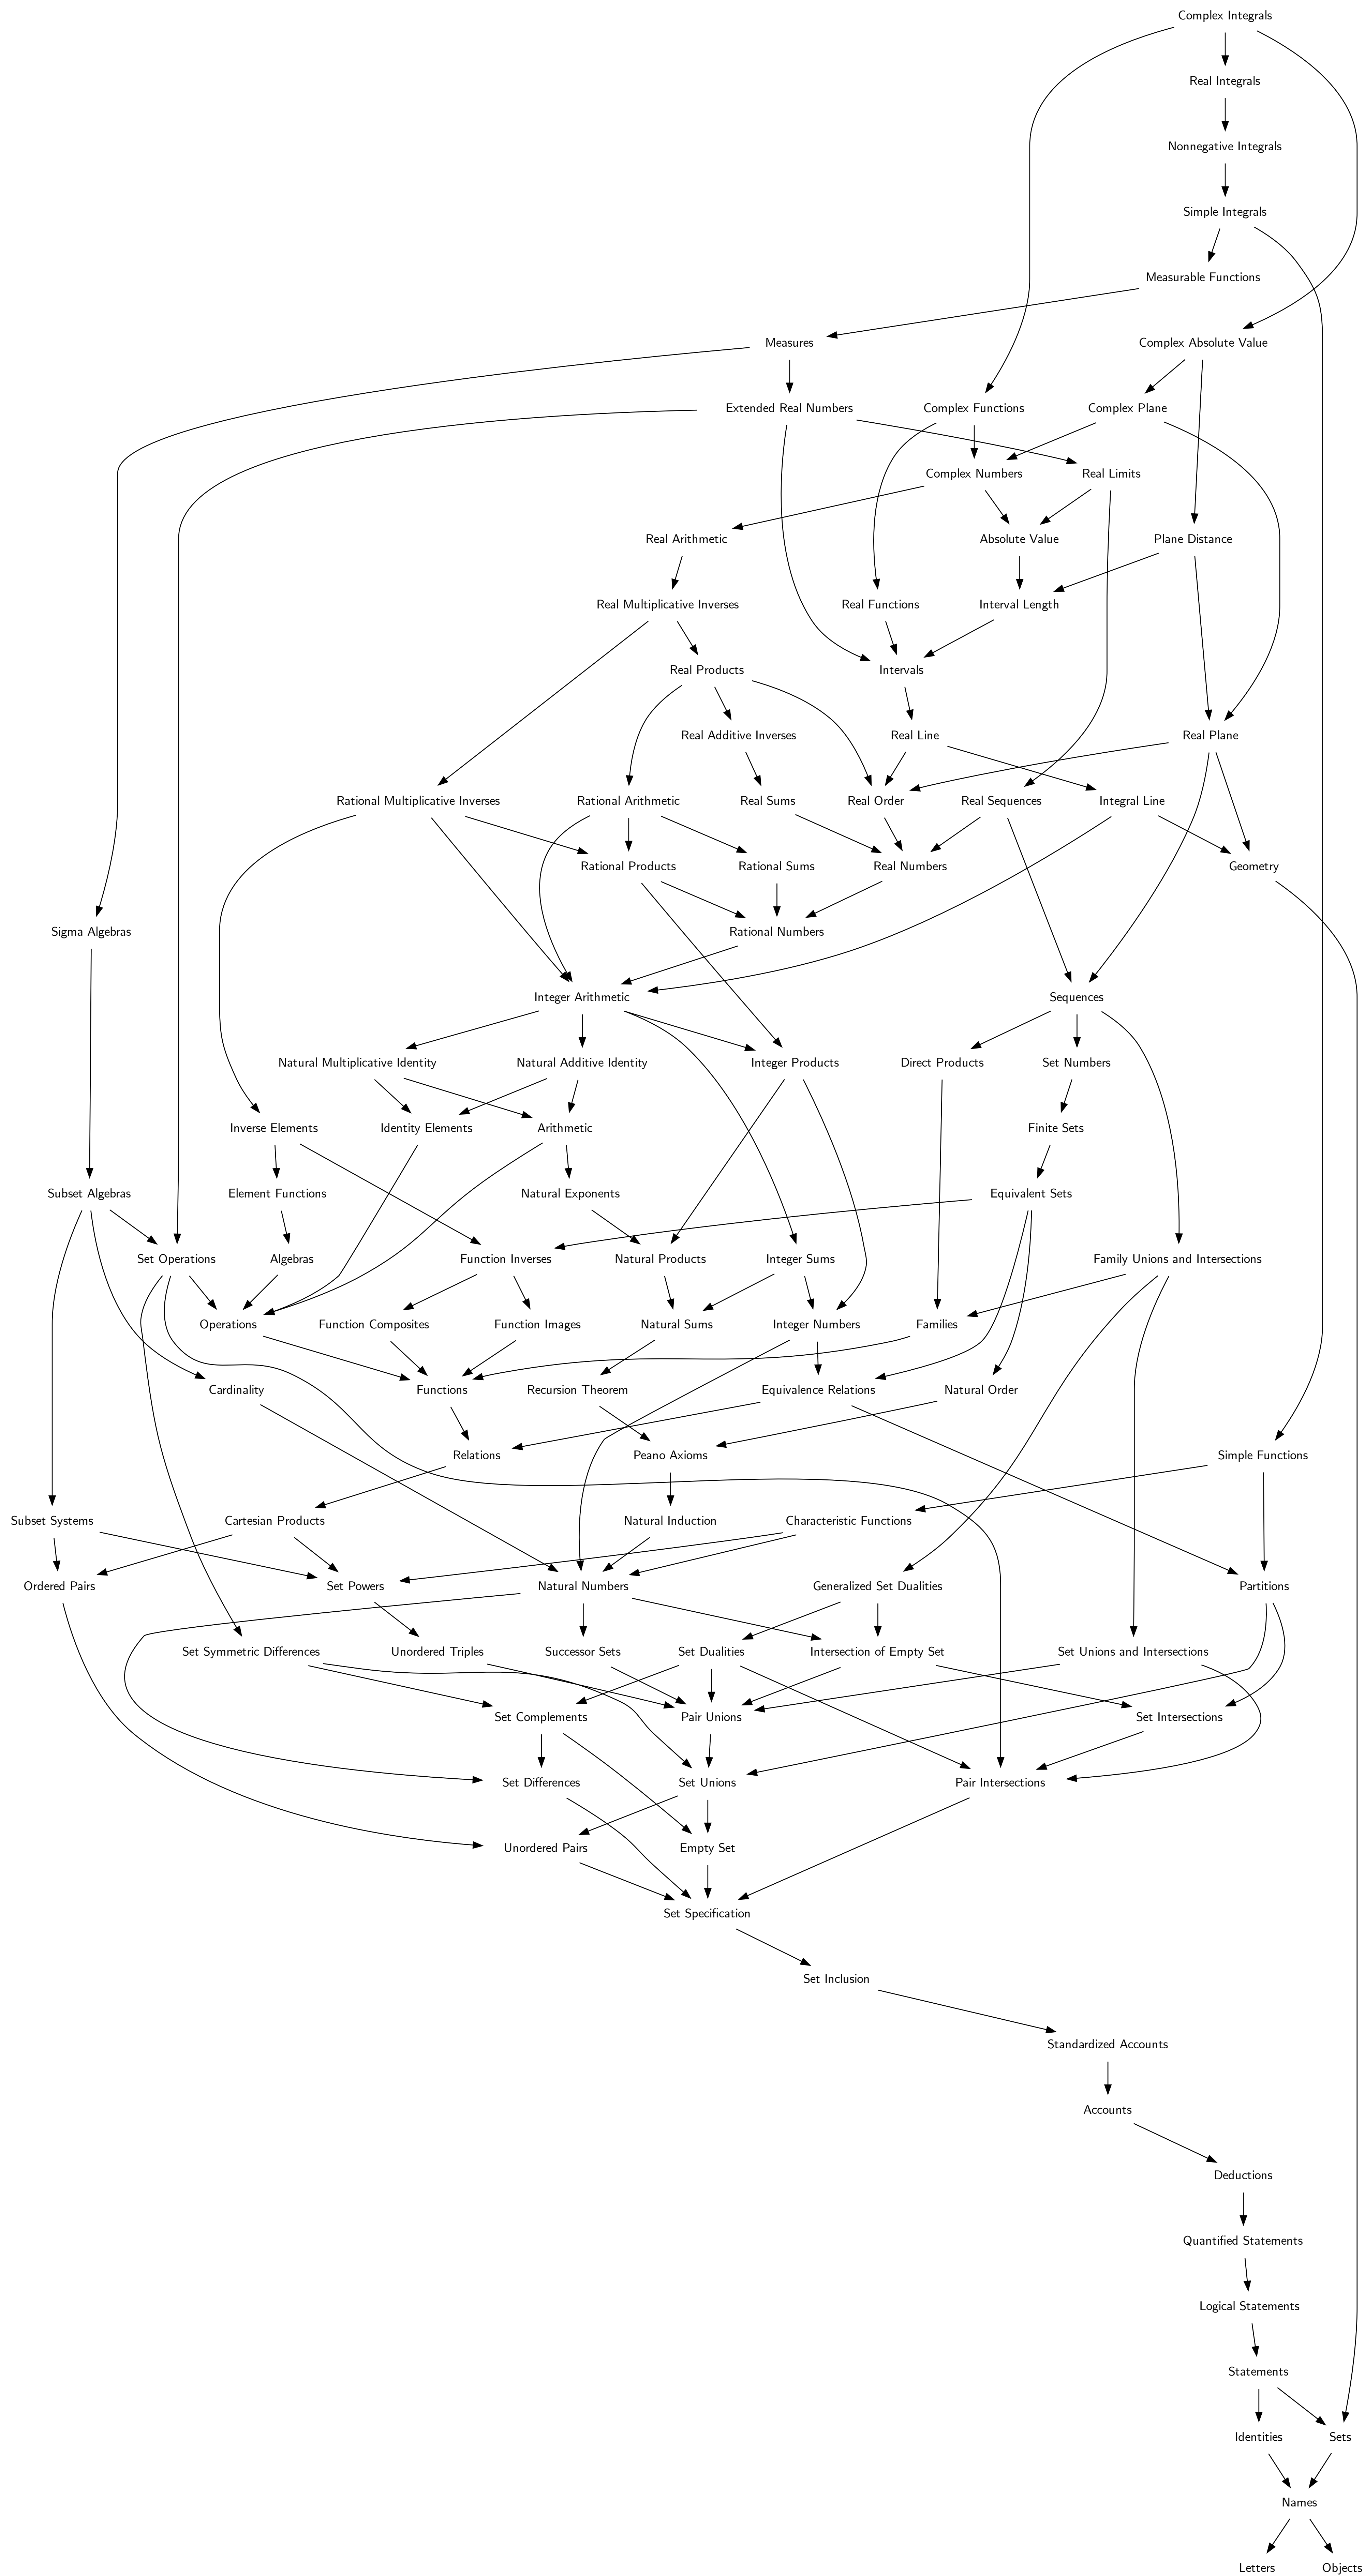 Complex Integrals
Real Integrals
Nonnegative Integrals
Simple Integrals
Measurable Functions
Measures
Complex Absolute Value
Extended Real Numbers
Complex Functions
Complex Plane
Complex Numbers
Real Limits
Real Arithmetic
Absolute Value
Plane Distance
Real Multiplicative Inverses
Real Functions
Interval Length
Real Products
Intervals
Real Additive Inverses
Real Line
Real Plane
Rational Multiplicative Inverses
Rational Arithmetic
Real Sums
Real Order
Real Sequences
Integral Line
Rational Products
Rational Sums
Real Numbers
Geometry
Sigma Algebras
Rational Numbers
Integer Arithmetic
Sequences
Natural Multiplicative Identity
Natural Additive Identity
Integer Products
Direct Products
Set Numbers
Inverse Elements
Identity Elements
Arithmetic
Finite Sets
Subset Algebras
Element Functions
Natural Exponents
Equivalent Sets
Set Operations
Algebras
Function Inverses
Natural Products
Integer Sums
Family Unions and Intersections
Operations
Function Composites
Function Images
Natural Sums
Integer Numbers
Families
Cardinality
Functions
Recursion Theorem
Equivalence Relations
Natural Order
Relations
Peano Axioms
Simple Functions
Subset Systems
Cartesian Products
Natural Induction
Characteristic Functions
Ordered Pairs
Set Powers
Natural Numbers
Generalized Set Dualities
Partitions
Set Symmetric Differences
Unordered Triples
Successor Sets
Set Dualities
Intersection of Empty Set
Set Unions and Intersections
Set Complements
Pair Unions
Set Intersections
Set Differences
Set Unions
Pair Intersections
Unordered Pairs
Empty Set
Set Specification
Set Inclusion
Standardized Accounts
Accounts
Deductions
Quantified Statements
Logical Statements
Statements
Identities
Sets
Names
Letters
Objects